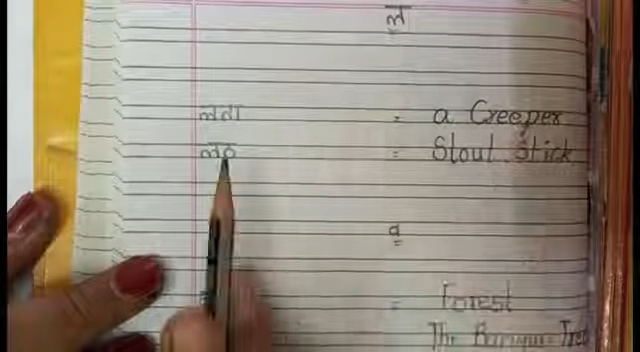 ल
लता = a Creeper
लठ = Stout stick
व
= Forest
The Banyan Tree